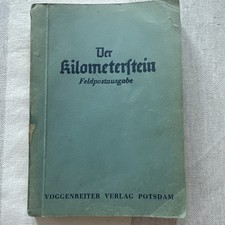 Der
Kilometerstein
Feldpostausgabe
VOGGENREITER VERLAG POTSDAM